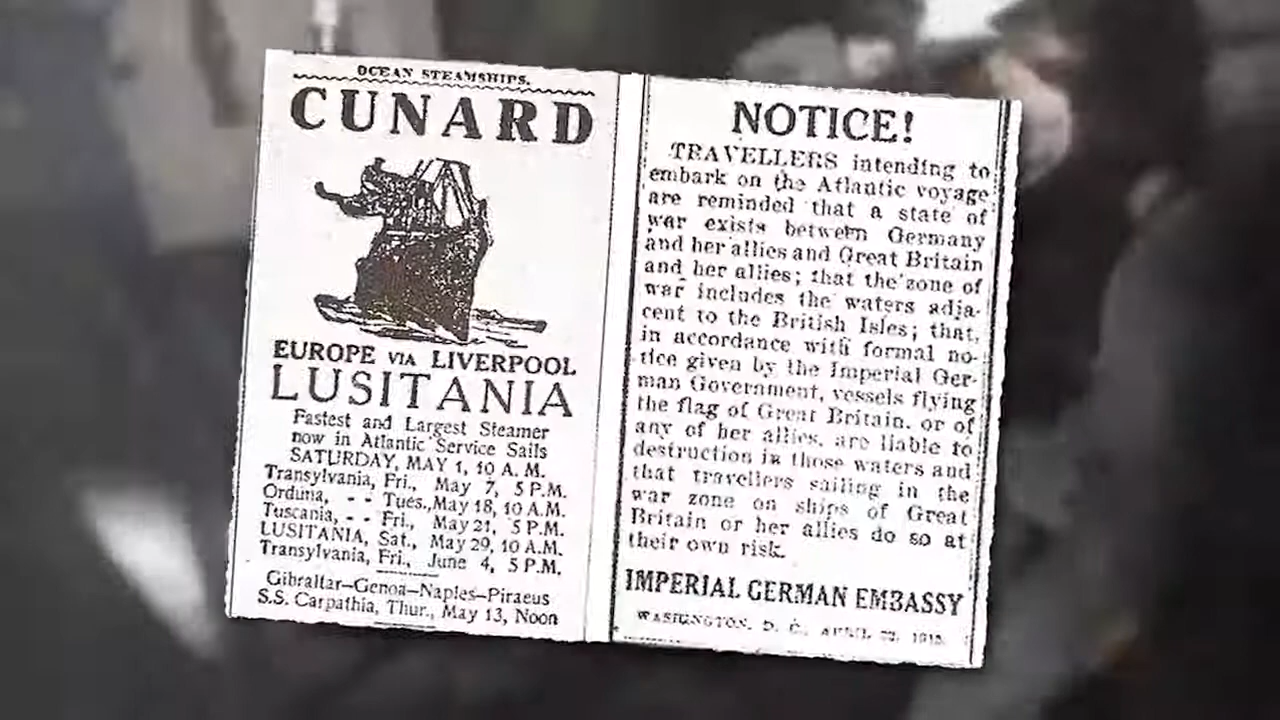 OCEAN STEAMSHIPS.
CUNARD
EUROPE VIA LIVERPOOL
LUSITANIA
Fastest and Largest Steamer
now in Atlantic Service Sails
SATURDAY, MAY 1, 10 A. M.
Transylvania, Fri., May 7, 5 P.M.
Orduna, - - Tues., May 18, 10 A.M.
Tuscania, - - Fri., May 21, 5 P.M.
LUSITANIA, Sat., May 29, 10 A.M.
Transylvania, Fri., June 4, 5 P.M.
Gibraltar–Genoa–Naples–Piraeus
S.S. Carpathia, Thur., May 13, Noon
NOTICE!
TRAVELLERS intending to
embark on the Atlantic voyage
are reminded that a state of
war exists between Germany
and her allies and Great Britain
and her allies; that the zone of
war includes the waters adja-
cent to the British Isles; that,
in accordance with formal no-
tice given by the Imperial Ger-
man Government, vessels flying
the flag of Great Britain, or of
any of her allies, are liable to
destruction in those waters and
that travellers sailing in the
war zone on ships of Great
Britain or her allies do so at
their own risk.
IMPERIAL GERMAN EMBASSY
WASHINGTON, D. C., APRIL 22, 1915.